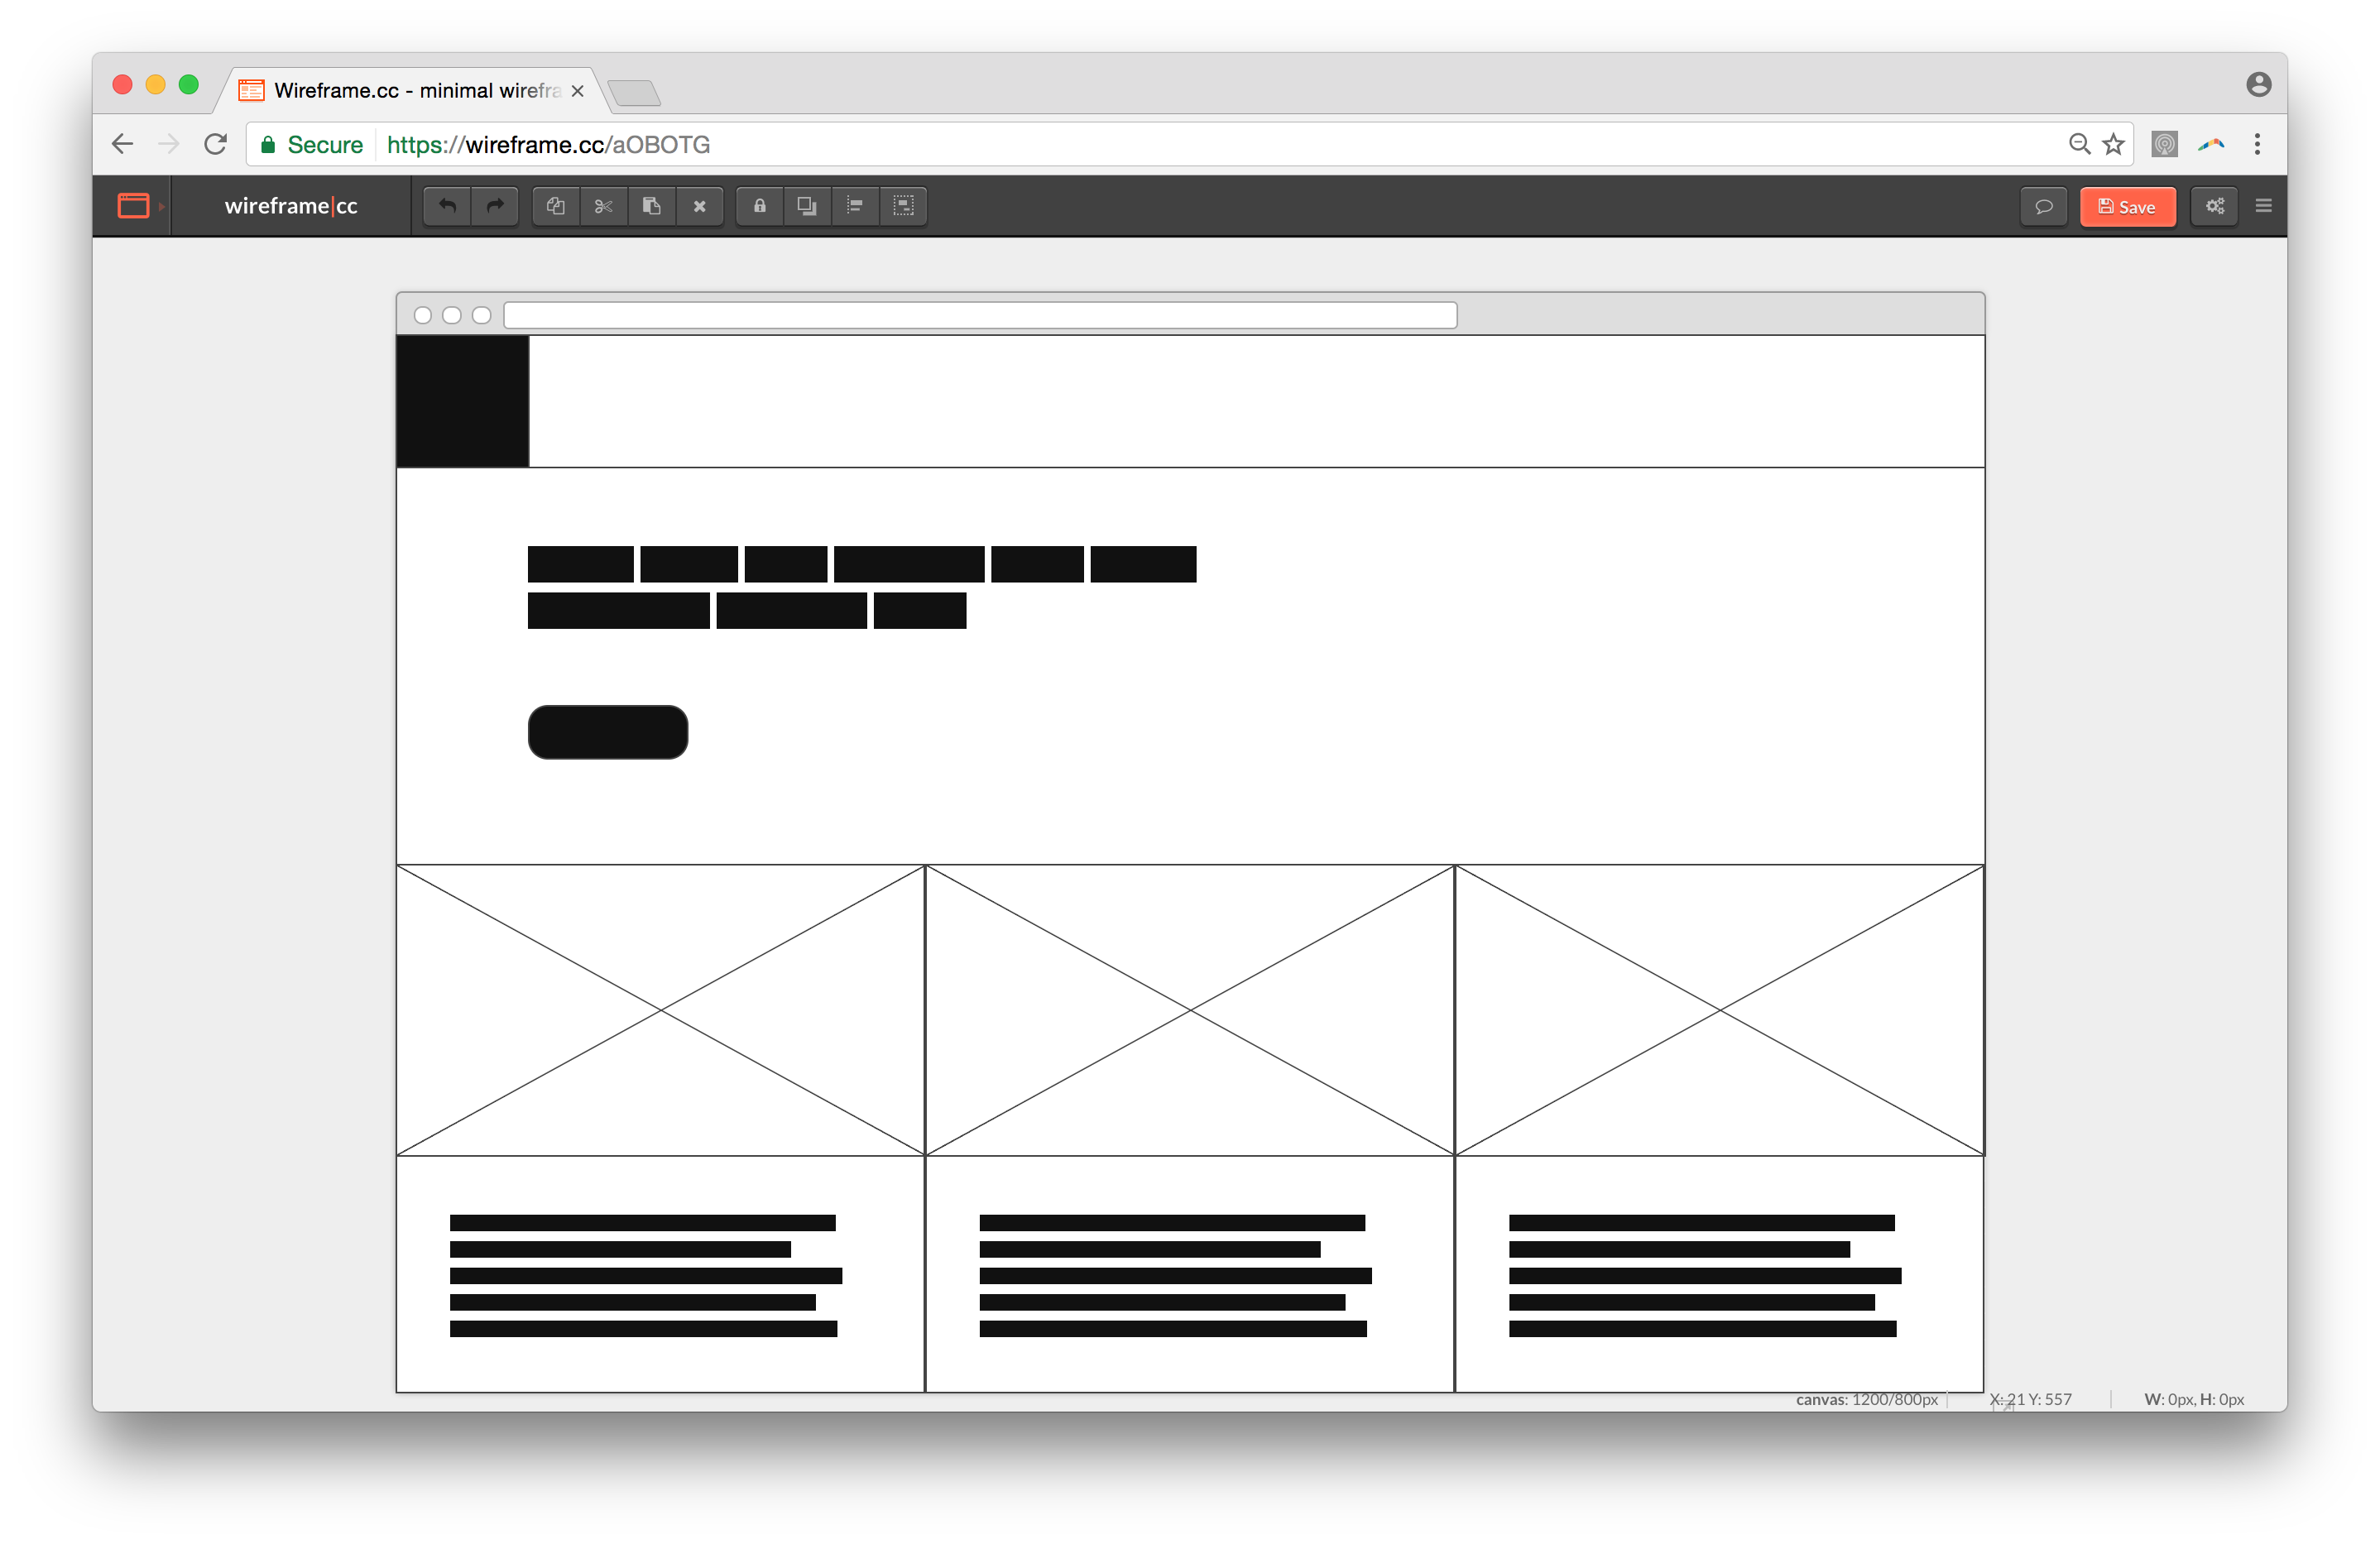 Wireframe.cc - minimal wirefra
Secure https://wireframe.cc/aOBOTG
wireframe|cc
Save
canvas: 1200/800px X: 21 Y: 557 W: 0px, H: 0px